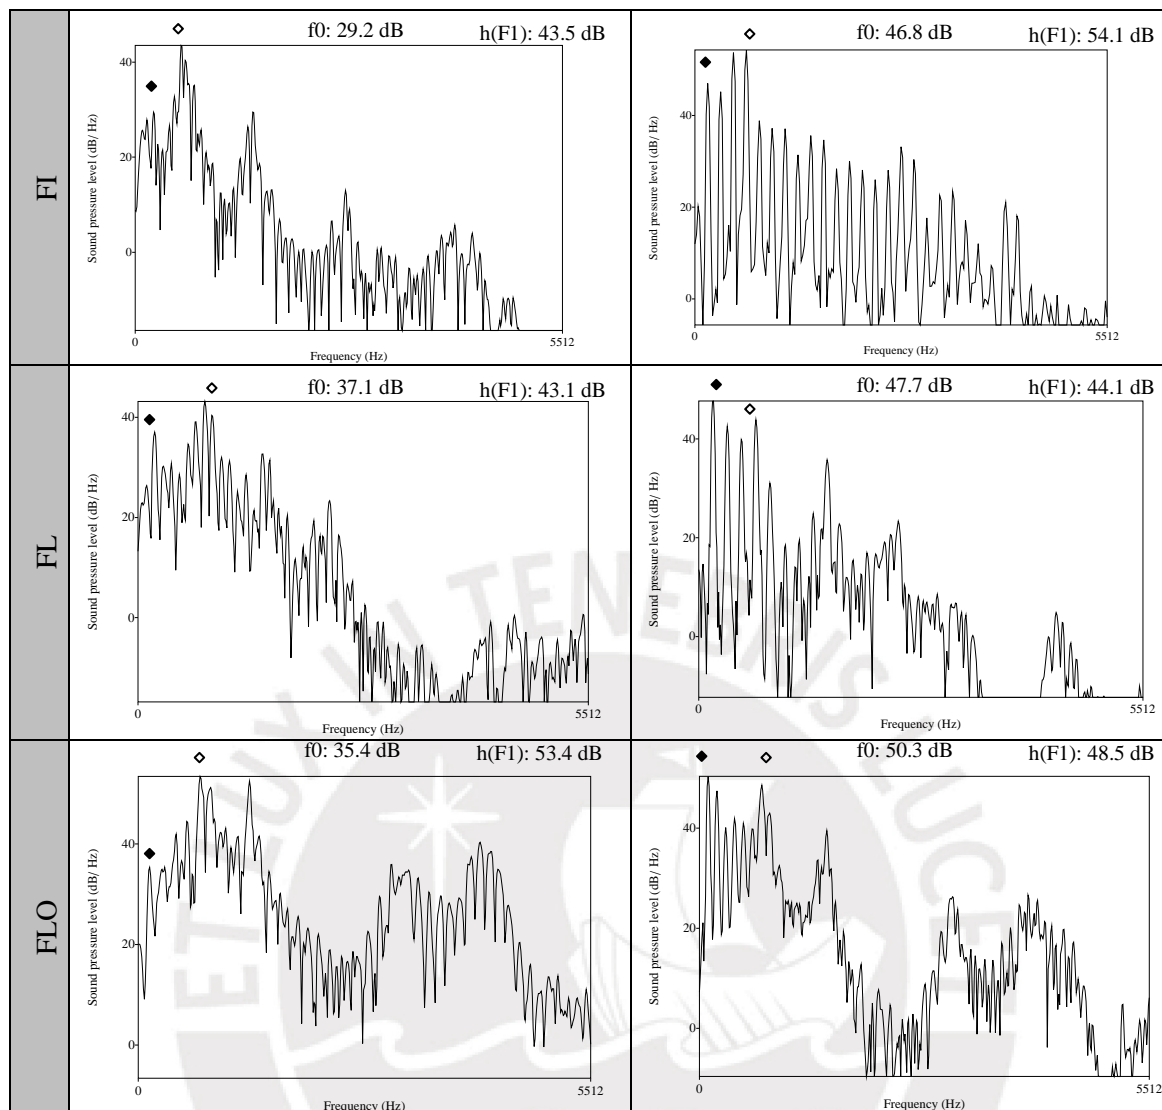 FI
f0: 29.2 dB h(F1): 43.5 dB
Sound pressure level (dB/ Hz)
40
20
0
0 5512
Frequency (Hz)
f0: 46.8 dB h(F1): 54.1 dB
Sound pressure level (dB/ Hz)
40
20
0
0 5512
Frequency (Hz)
FL
f0: 37.1 dB h(F1): 43.1 dB
Sound pressure level (dB/ Hz)
40
20
0
0 5512
Frequency (Hz)
f0: 47.7 dB h(F1): 44.1 dB
Sound pressure level (dB/ Hz)
40
20
0
0 5512
Frequency (Hz)
FLO
f0: 35.4 dB h(F1): 53.4 dB
Sound pressure level (dB/ Hz)
40
20
0
0 5512
Frequency (Hz)
f0: 50.3 dB h(F1): 48.5 dB
Sound pressure level (dB/ Hz)
40
20
0
0 5512
Frequency (Hz)
ET LUX IN TENEBRIS LUCET